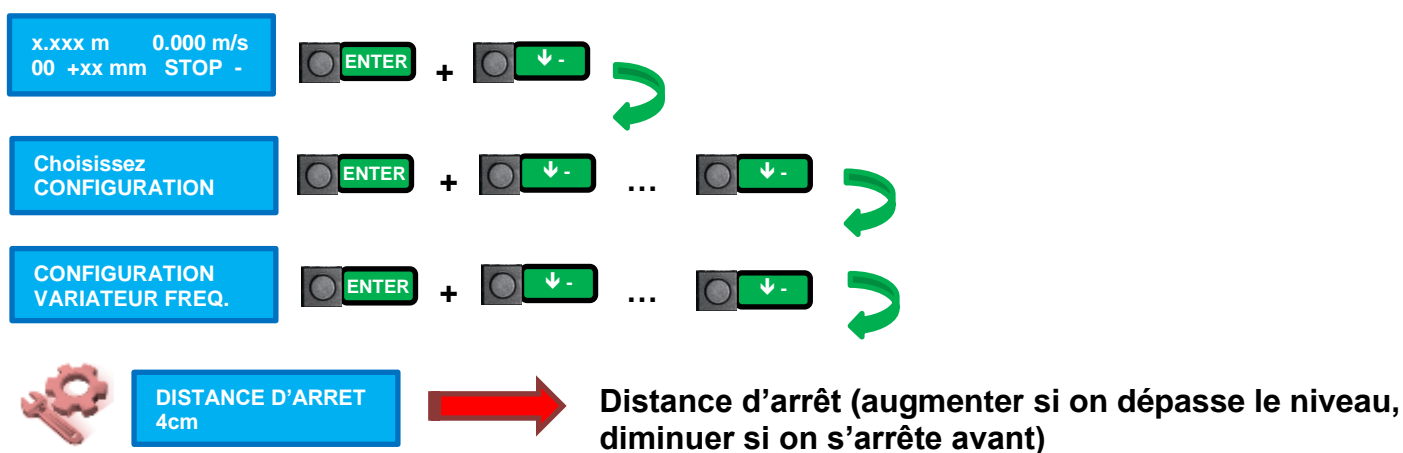 x.xxx m 0.000 m/s
00 +xx mm STOP -
ENTER + ↓ -
Choisissez
CONFIGURATION
ENTER + ↓ - … ↓ -
CONFIGURATION
VARIATEUR FREQ.
ENTER + ↓ - … ↓ -
DISTANCE D’ARRET
4cm
Distance d’arrêt (augmenter si on dépasse le niveau,
diminuer si on s’arrête avant)